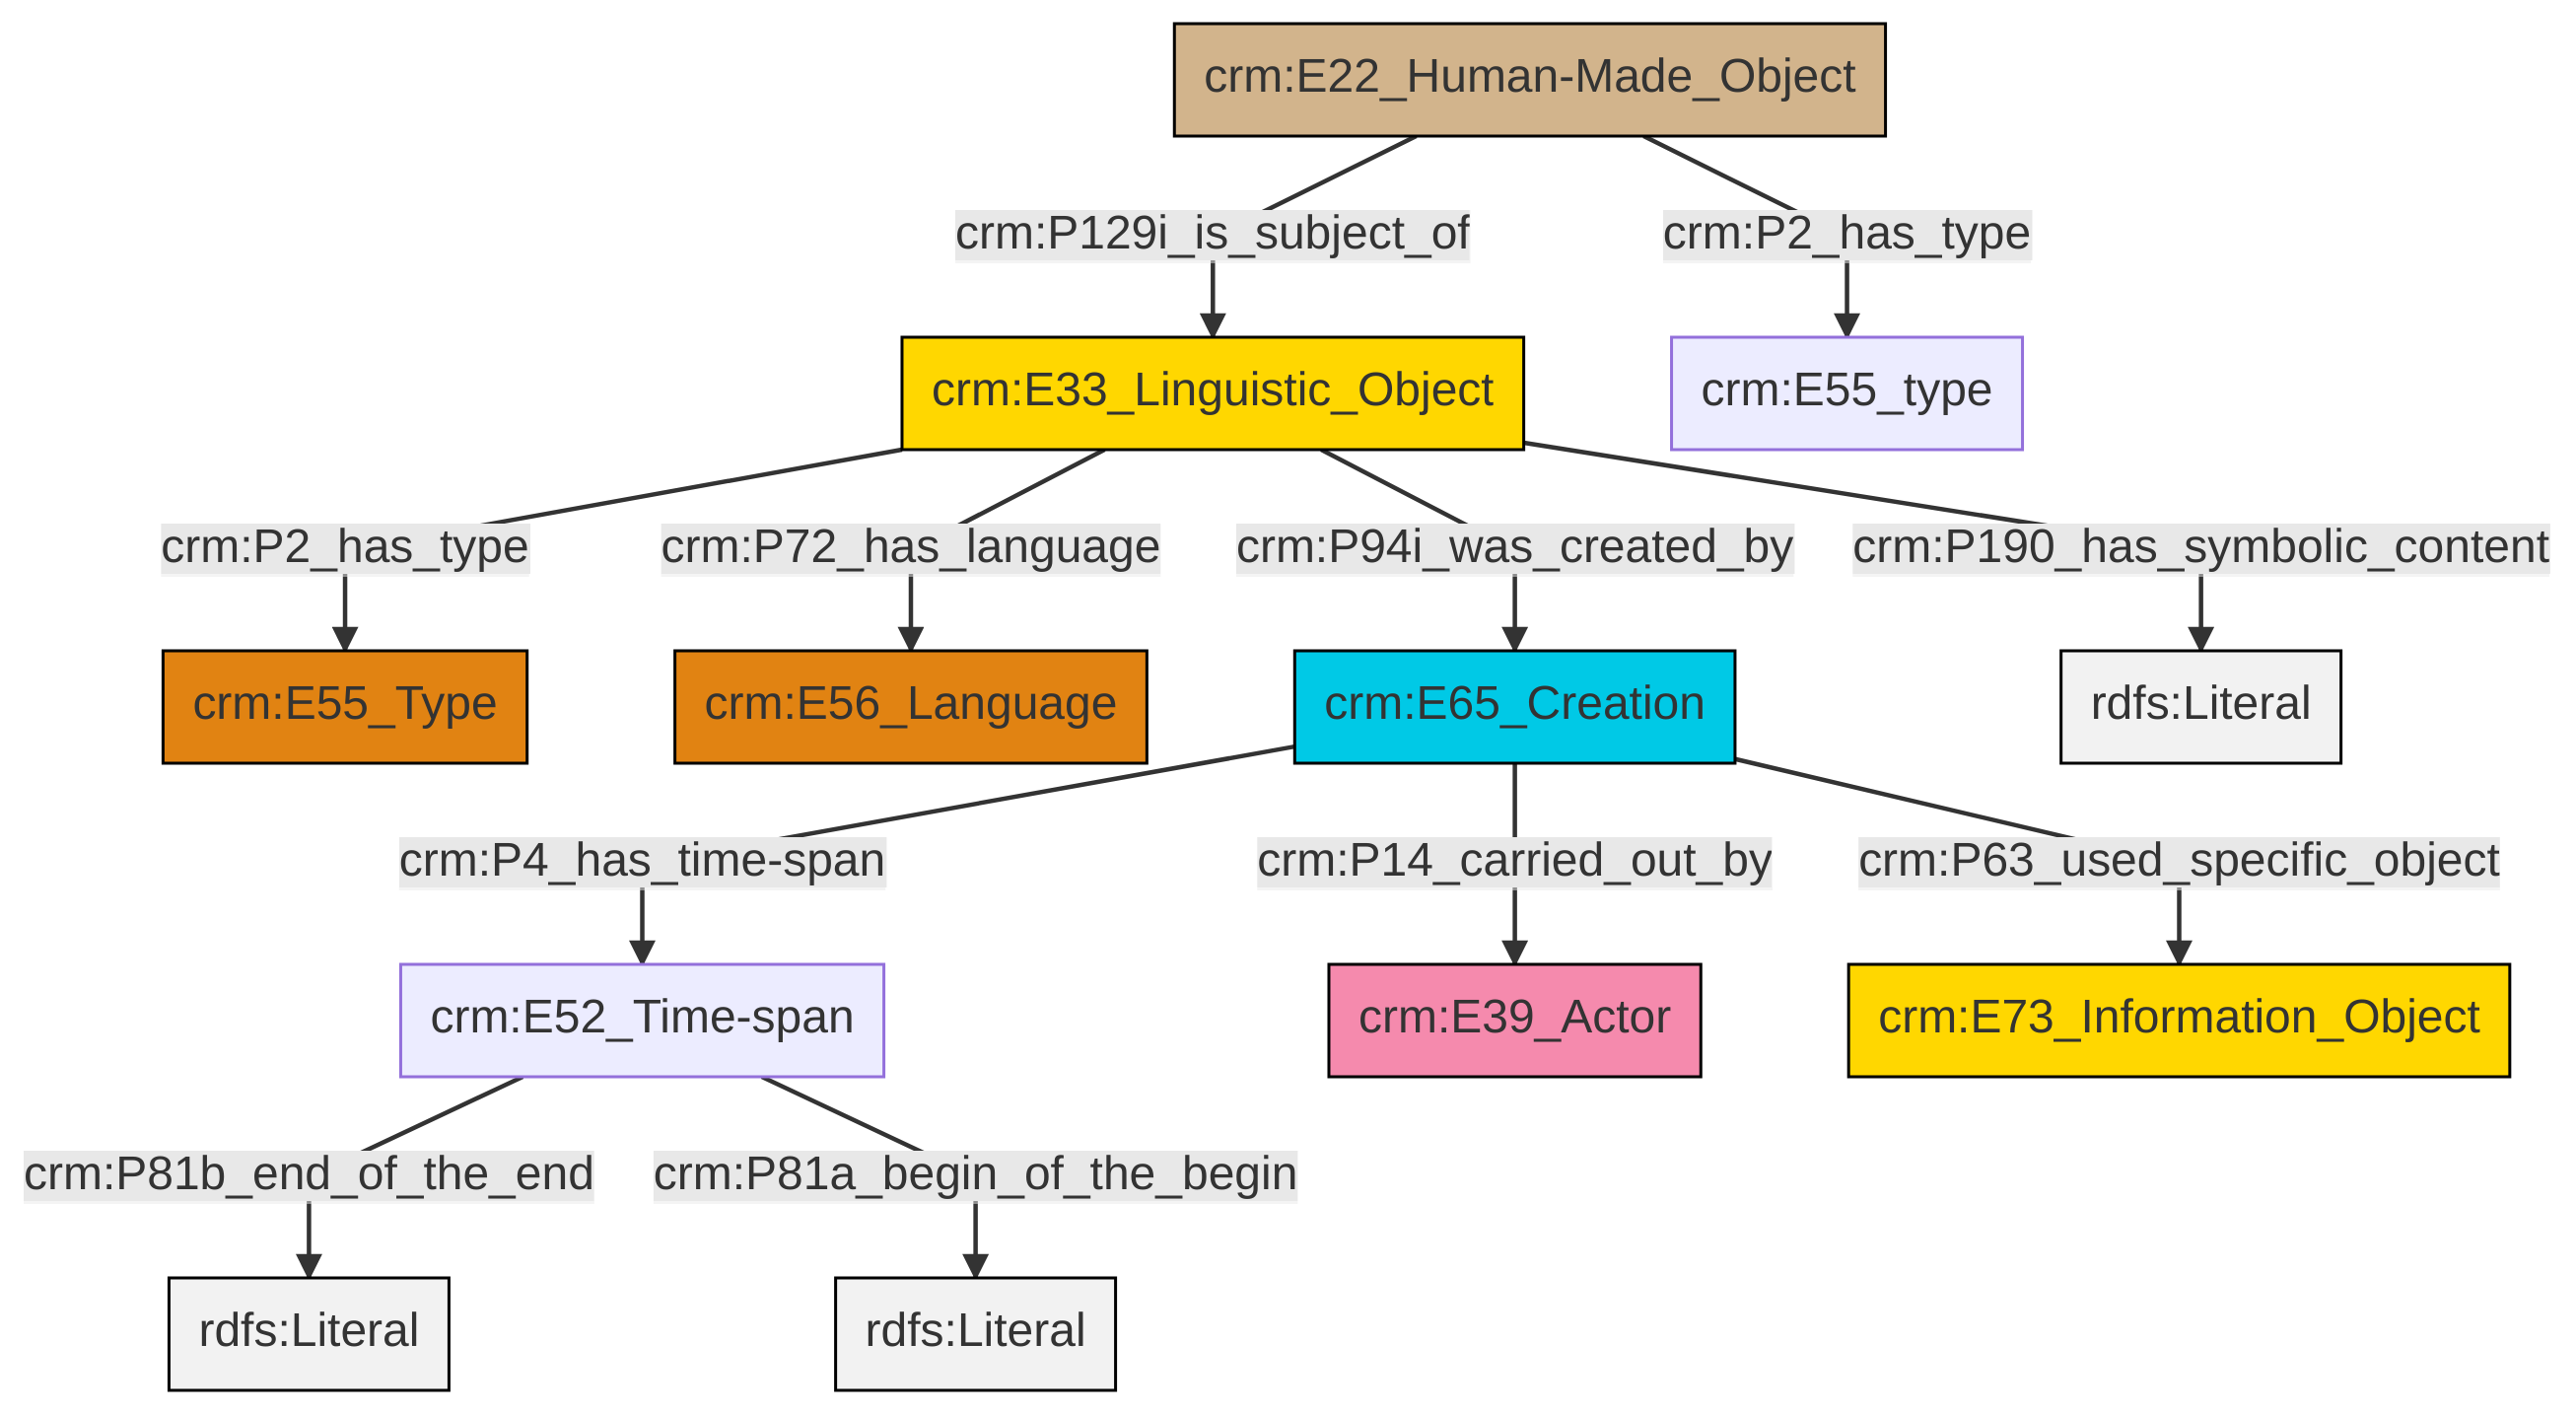 crm:E22_Human-Made_Object
crm:P129i_is_subject_of
crm:P2_has_type
crm:E33_Linguistic_Object
crm:E55_type
crm:P2_has_type
crm:P72_has_language
crm:P94i_was_created_by
crm:P190_has_symbolic_content
crm:E55_Type
crm:E56_Language
crm:E65_Creation
rdfs:Literal
crm:P4_has_time-span
crm:P14_carried_out_by
crm:P63_used_specific_object
crm:E52_Time-span
crm:E39_Actor
crm:E73_Information_Object
crm:P81b_end_of_the_end
crm:P81a_begin_of_the_begin
rdfs:Literal
rdfs:Literal